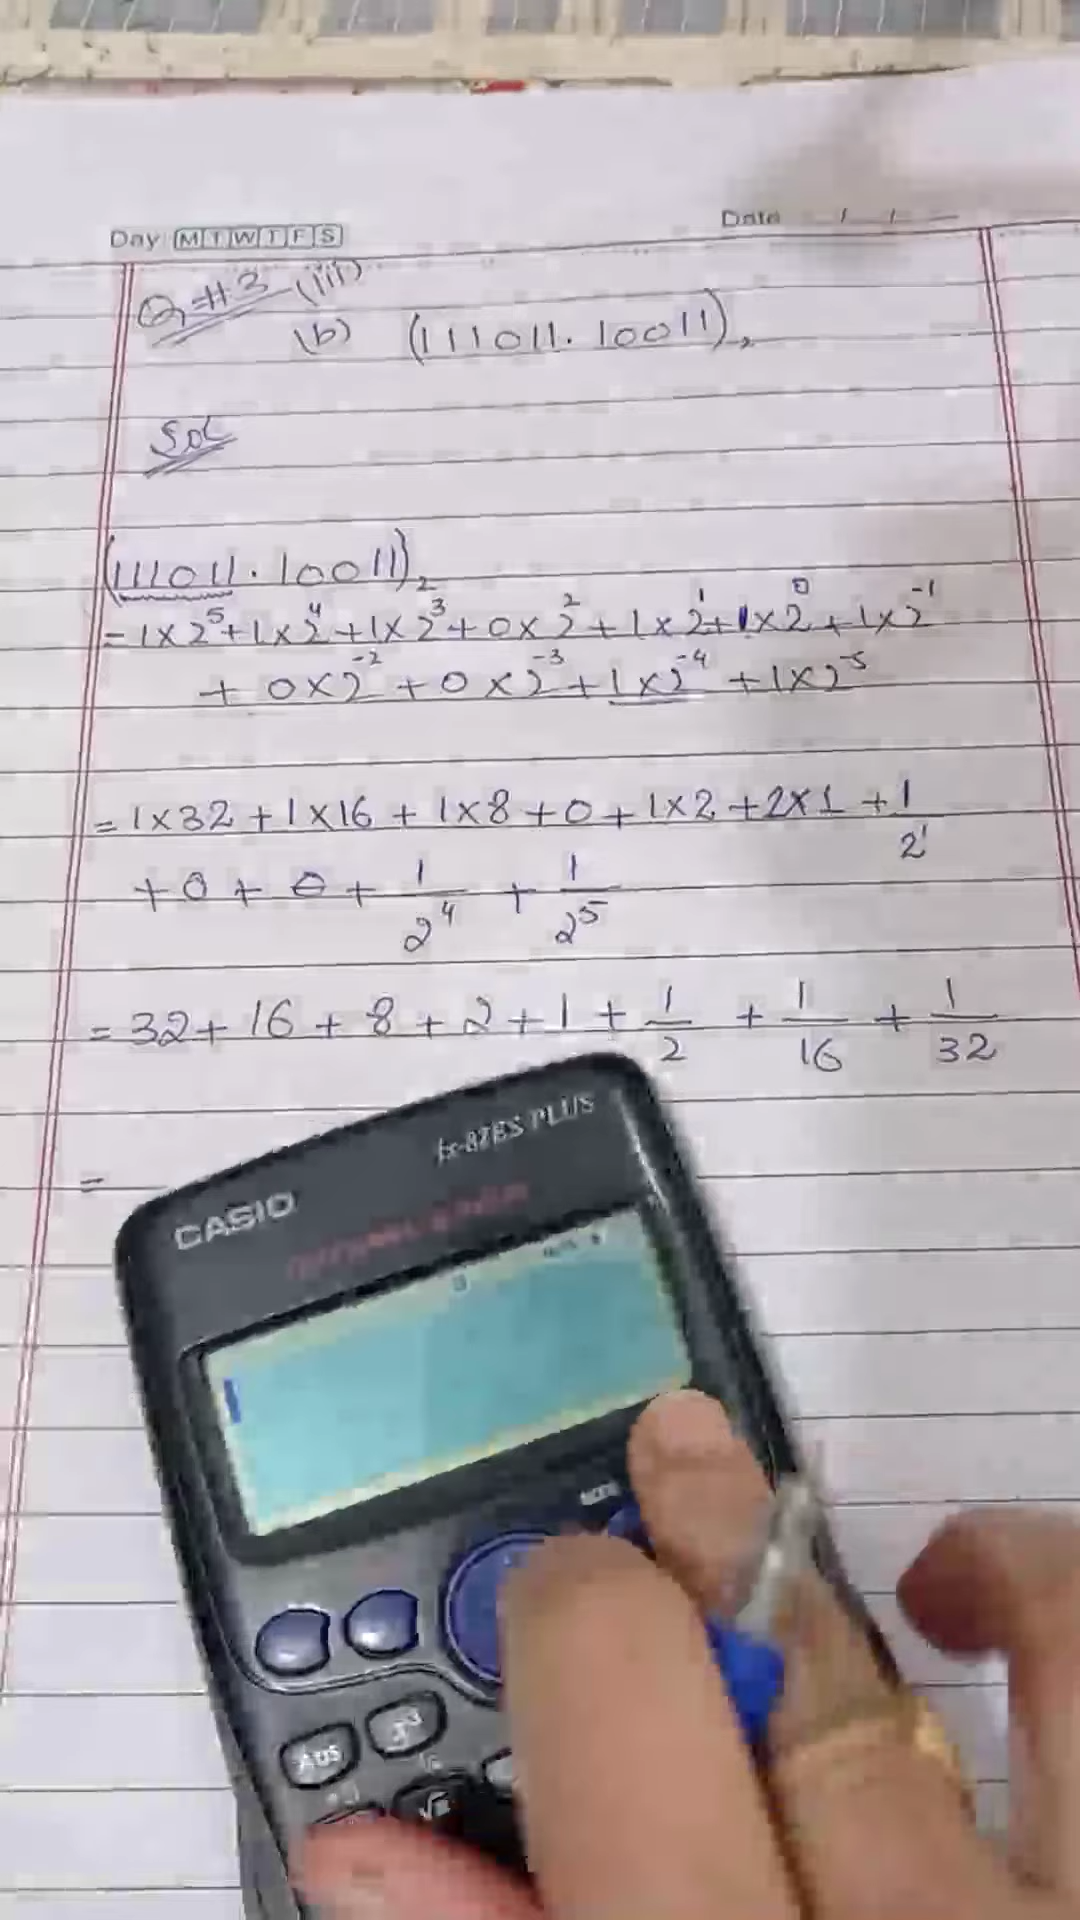 Day: M T W T F S
Date / /
Q#3 (iii)
(b) (111011.10011)₂
Sol
(111011.10011)₂
= 1×2⁵+1×2⁴+1×2³+0×2²+1×2¹+1×2⁰+1×2⁻¹
+ 0×2⁻²+0×2⁻³+1×2⁻⁴+1×2⁻⁵
= 1×32+1×16+1×8+0+1×2+2×1+1/2¹
+0+0+1/2⁴+1/2⁵
= 32+16+8+2+1+1/2+1/16+1/32
=
CASIO
PLUS
Ans